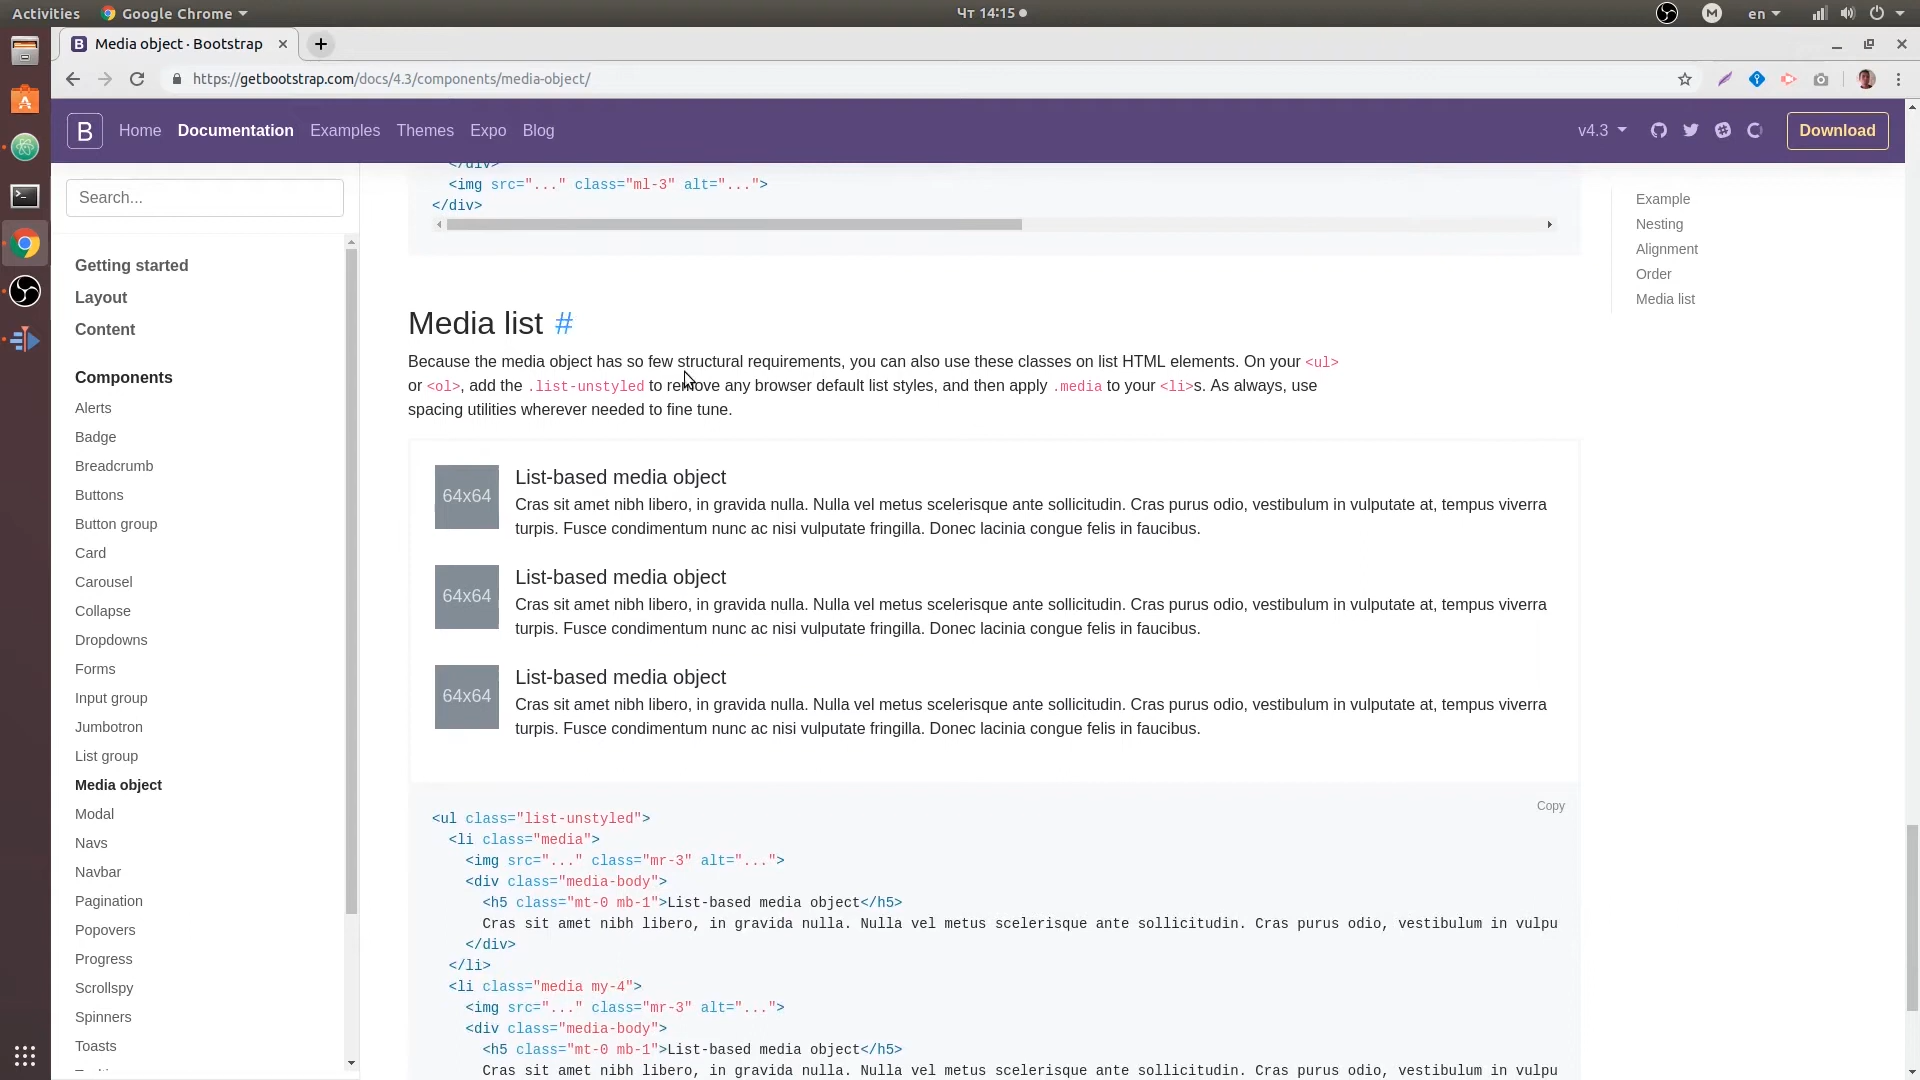 Activities
Google Chrome
Чт 14:15
en
Media object · Bootstrap
https://getbootstrap.com/docs/4.3/components/media-object/
B
Home
Documentation
Examples
Themes
Expo
Blog
v4.3
Download
Search...
Getting started
Layout
Content
Components
Alerts
Badge
Breadcrumb
Buttons
Button group
Card
Carousel
Collapse
Dropdowns
Forms
Input group
Jumbotron
List group
Media object
Modal
Navs
Navbar
Pagination
Popovers
Progress
Scrollspy
Spinners
Toasts
</div>
<img src="..." class="ml-3" alt="...">
</div>
Media list #
Because the media object has so few structural requirements, you can also use these classes on list HTML elements. On your <ul>
or <ol>, add the .list-unstyled to remove any browser default list styles, and then apply .media to your <li>s. As always, use
spacing utilities wherever needed to fine tune.
64x64
List-based media object
Cras sit amet nibh libero, in gravida nulla. Nulla vel metus scelerisque ante sollicitudin. Cras purus odio, vestibulum in vulputate at, tempus viverra
turpis. Fusce condimentum nunc ac nisi vulputate fringilla. Donec lacinia congue felis in faucibus.
64x64
List-based media object
Cras sit amet nibh libero, in gravida nulla. Nulla vel metus scelerisque ante sollicitudin. Cras purus odio, vestibulum in vulputate at, tempus viverra
turpis. Fusce condimentum nunc ac nisi vulputate fringilla. Donec lacinia congue felis in faucibus.
64x64
List-based media object
Cras sit amet nibh libero, in gravida nulla. Nulla vel metus scelerisque ante sollicitudin. Cras purus odio, vestibulum in vulputate at, tempus viverra
turpis. Fusce condimentum nunc ac nisi vulputate fringilla. Donec lacinia congue felis in faucibus.
Copy
<ul class="list-unstyled">
<li class="media">
<img src="..." class="mr-3" alt="...">
<div class="media-body">
<h5 class="mt-0 mb-1">List-based media object</h5>
Cras sit amet nibh libero, in gravida nulla. Nulla vel metus scelerisque ante sollicitudin. Cras purus odio, vestibulum in vulpu
</div>
</li>
<li class="media my-4">
<img src="..." class="mr-3" alt="...">
<div class="media-body">
<h5 class="mt-0 mb-1">List-based media object</h5>
Cras sit amet nibh libero, in gravida nulla. Nulla vel metus scelerisque ante sollicitudin. Cras purus odio, vestibulum in vulpu
Example
Nesting
Alignment
Order
Media list